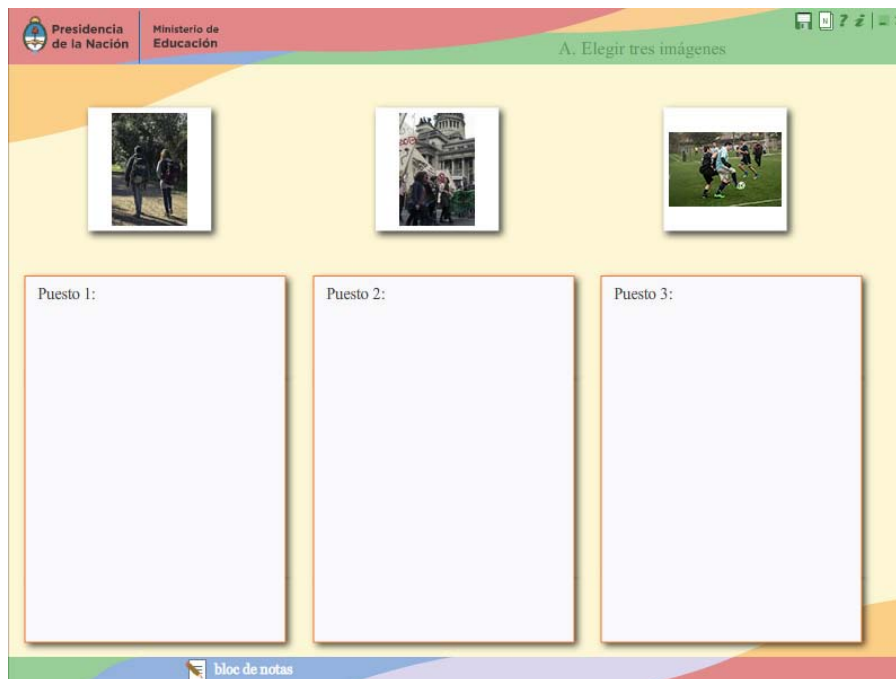 Presidencia
de la Nación
Ministerio de
Educación
N ? i
A. Elegir tres imágenes
Puesto 1:
Puesto 2:
Puesto 3:
bloc de notas